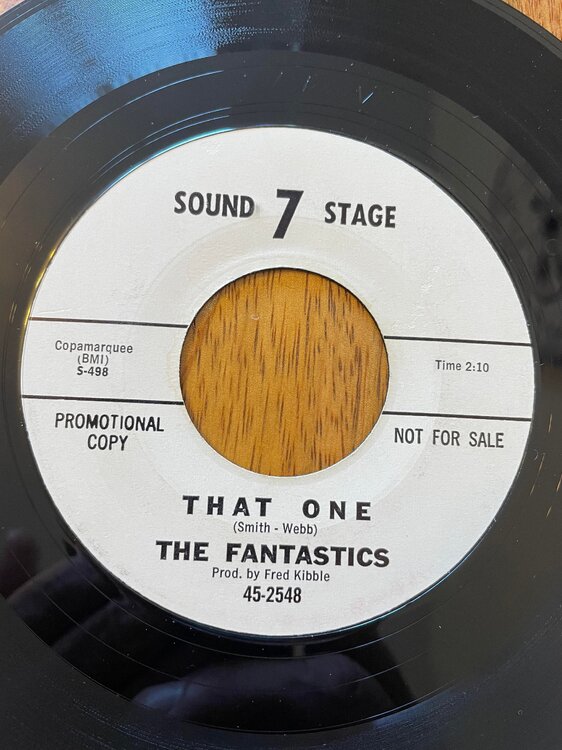 SOUND 7 STAGE
Copamarquee
(BMI)
S-498
Time 2:10
PROMOTIONAL
COPY
NOT FOR SALE
THAT ONE
(Smith - Webb)
THE FANTASTICS
Prod. by Fred Kibble
45-2548